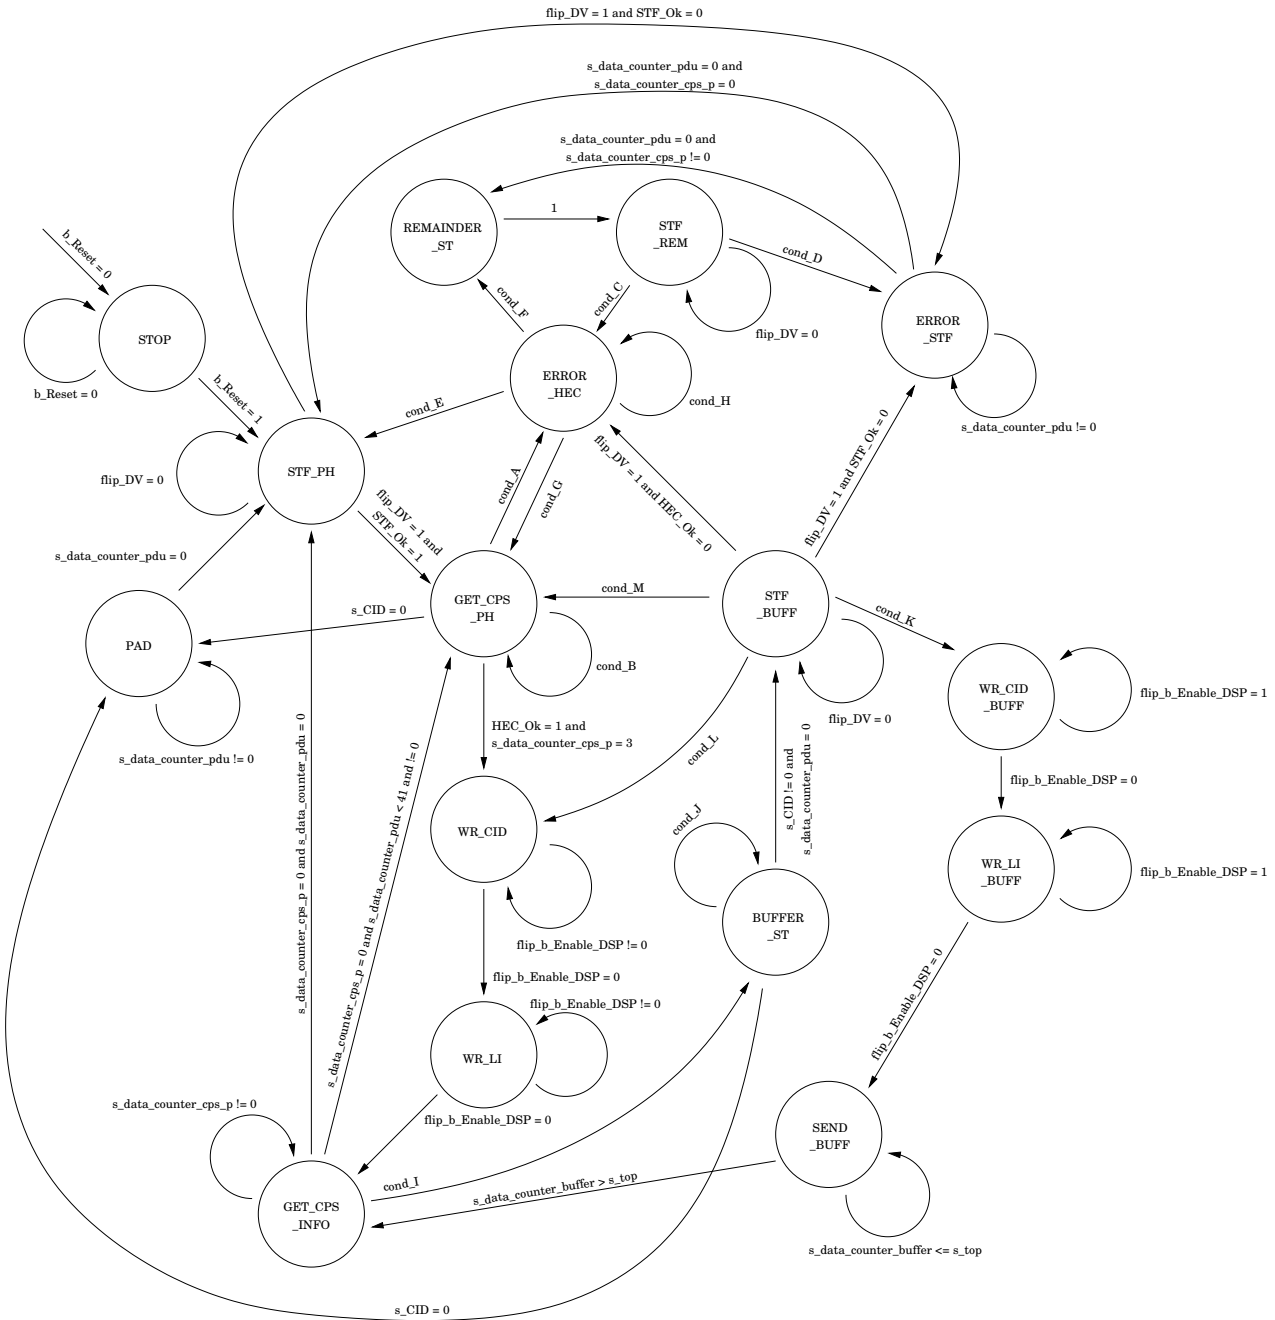 flip_DV = 1 and STF_Ok = 0
s_data_counter_pdu = 0 and
s_data_counter_cps_p = 0
s_data_counter_pdu = 0 and
s_data_counter_cps_p != 0
REMAINDER
_ST
1
STF
_REM
cond_D
b_Reset = 0
STOP
b_Reset = 0
b_Reset = 1
cond_F
cond_C
flip_DV = 0
ERROR
_STF
s_data_counter_pdu != 0
ERROR
_HEC
cond_H
cond_E
STF_PH
flip_DV = 0
flip_DV = 1 and
STF_Ok = 1
cond_A
cond_G
flip_DV = 1 and HEC_Ok = 0
flip_DV = 1 and STF_Ok = 0
s_data_counter_pdu = 0
PAD
s_data_counter_pdu != 0
s_CID = 0
GET_CPS
_PH
cond_B
cond_M
STF
_BUFF
cond_K
flip_DV = 0
WR_CID
_BUFF
flip_b_Enable_DSP = 1
flip_b_Enable_DSP = 0
HEC_Ok = 1 and
s_data_counter_cps_p = 3
cond_L
s_CID != 0 and
s_data_counter_pdu = 0
s_data_counter_cps_p = 0 and s_data_counter_pdu = 0
s_data_counter_cps_p = 0 and s_data_counter_pdu < 41 and != 0
WR_CID
flip_b_Enable_DSP != 0
flip_b_Enable_DSP = 0
cond_J
BUFFER
_ST
WR_LI
_BUFF
flip_b_Enable_DSP = 1
flip_b_Enable_DSP = 0
WR_LI
flip_b_Enable_DSP != 0
flip_b_Enable_DSP = 0
s_data_counter_cps_p != 0
GET_CPS
_INFO
cond_I
s_data_counter_buffer > s_top
SEND
_BUFF
s_data_counter_buffer <= s_top
s_CID = 0